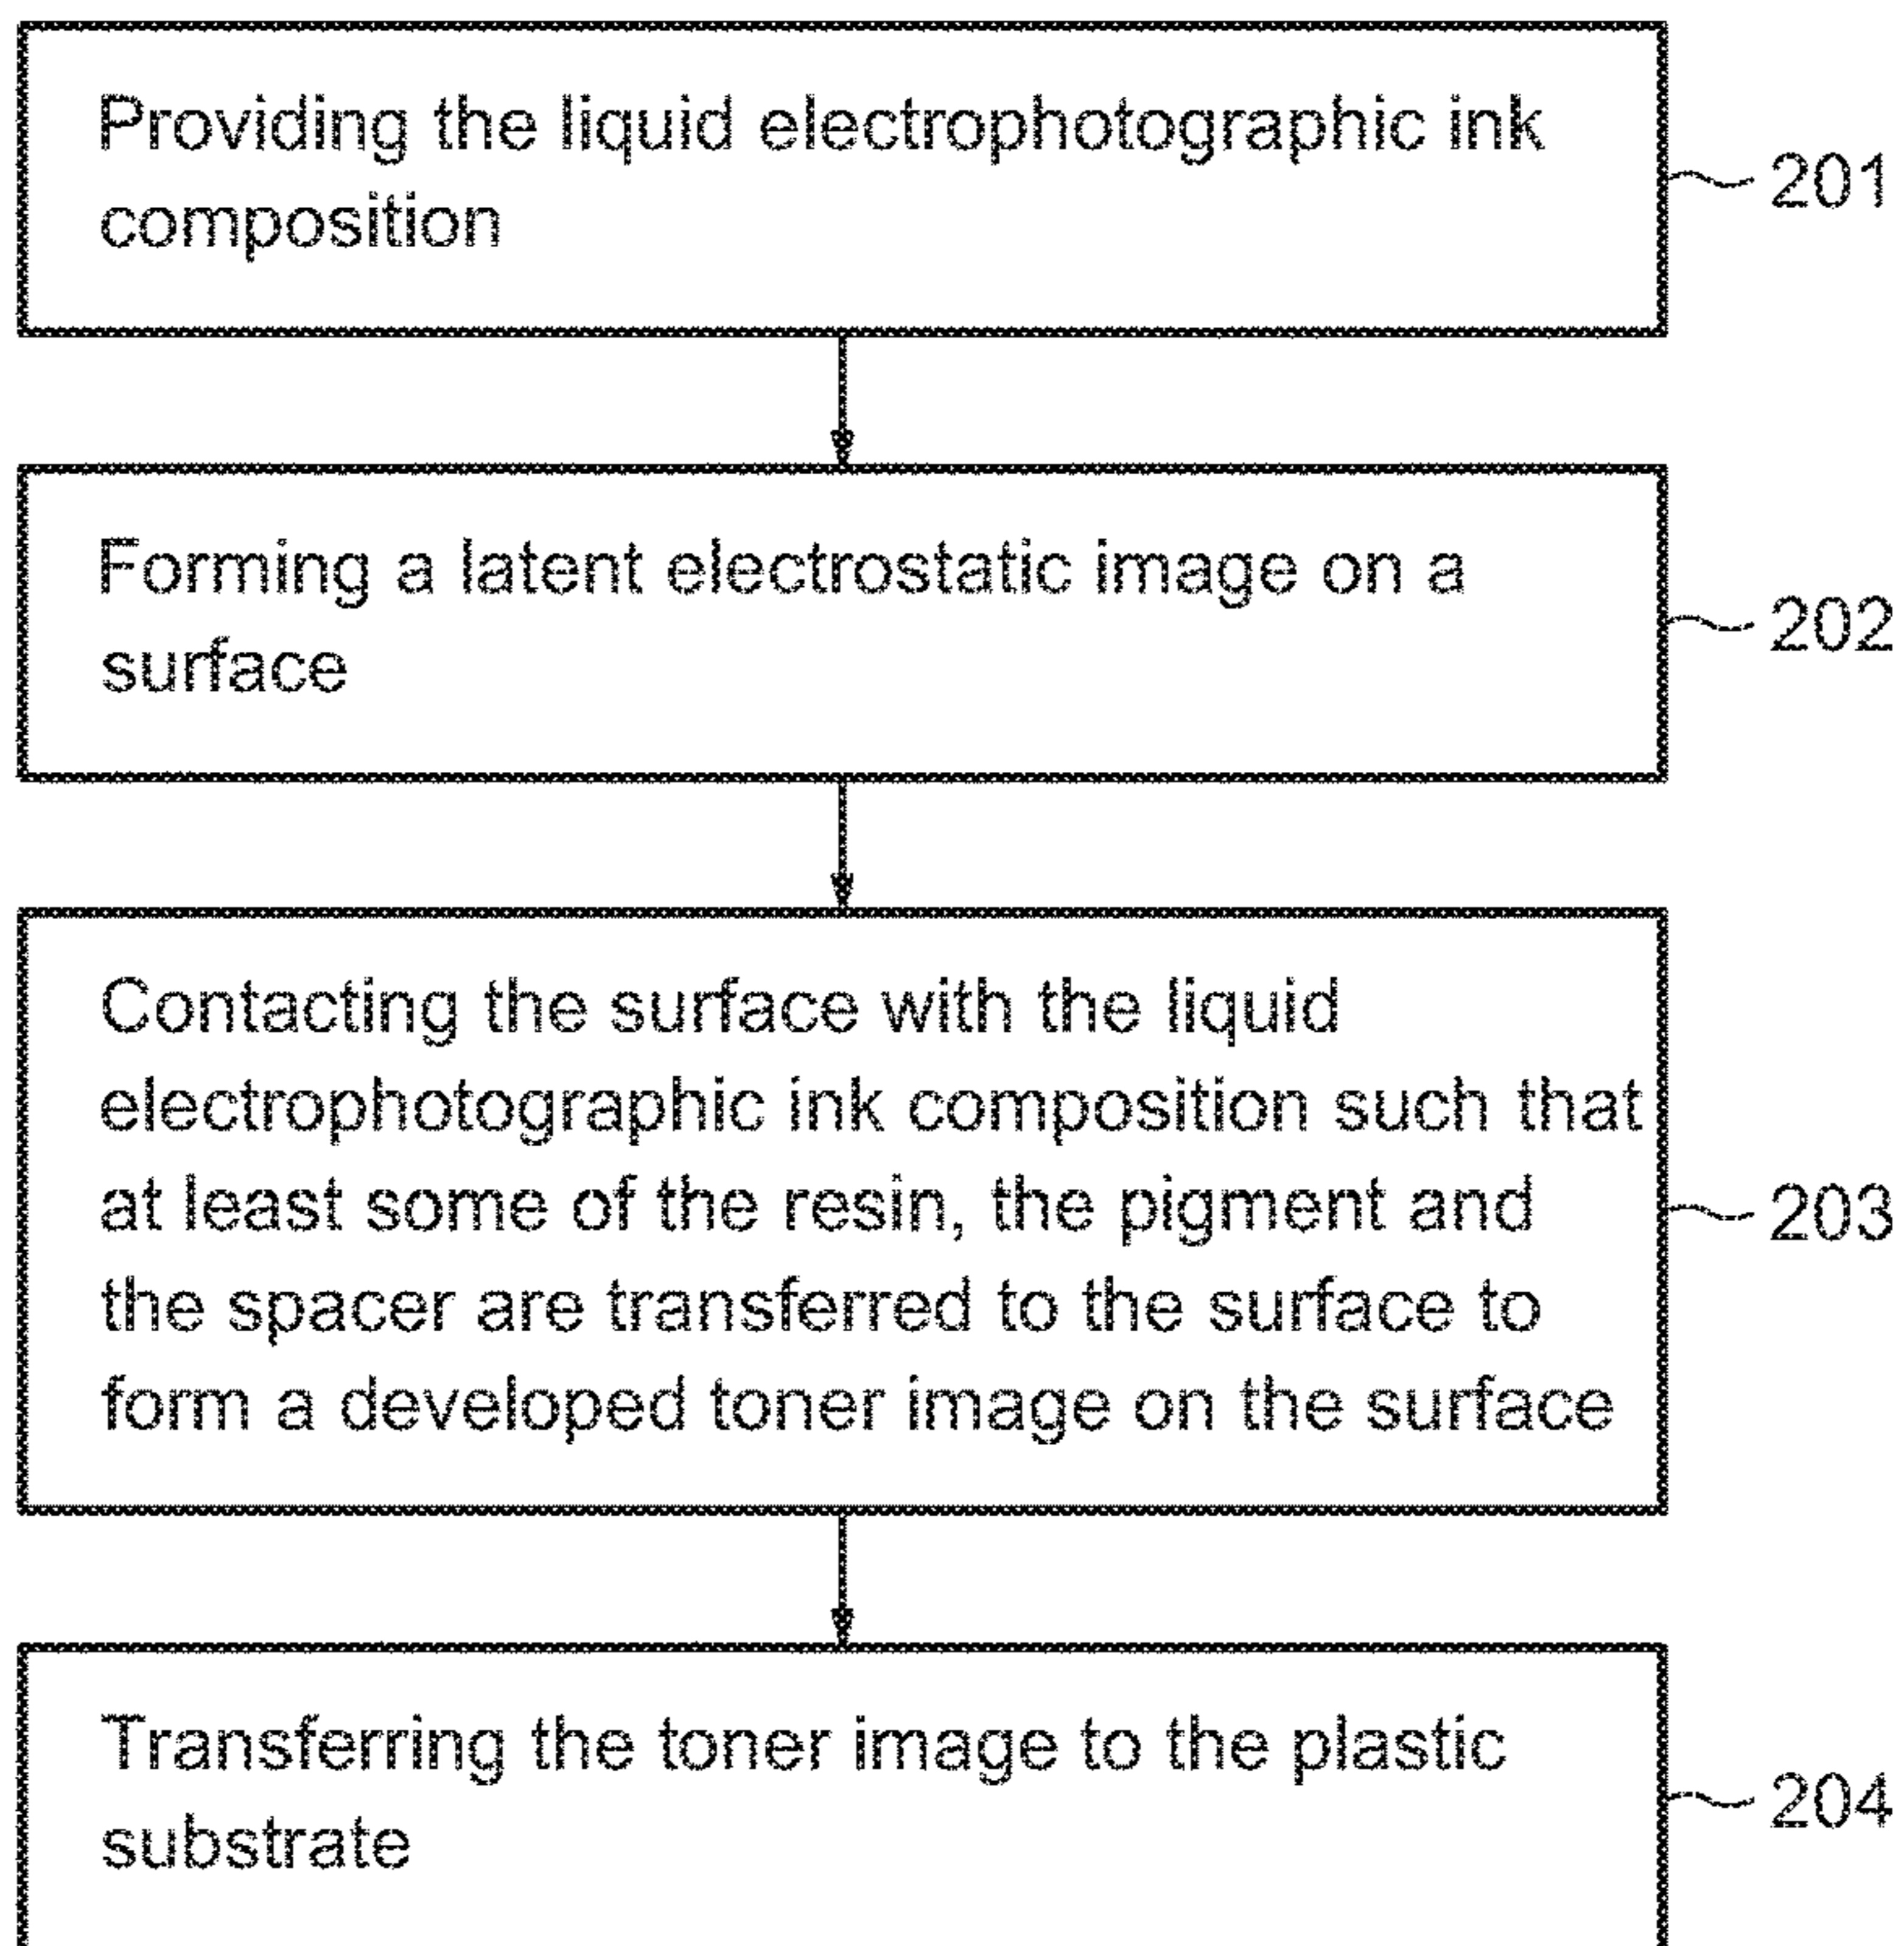 Providing the liquid electrophotographic ink
composition
201
Forming a latent electrostatic image on a
surface
202
Contacting the surface with the liquid
electrophotographic ink composition such that
at least some of the resin, the pigment and
the spacer are transferred to the surface to
form a developed toner image on the surface
203
Transferring the toner image to the plastic
substrate
204